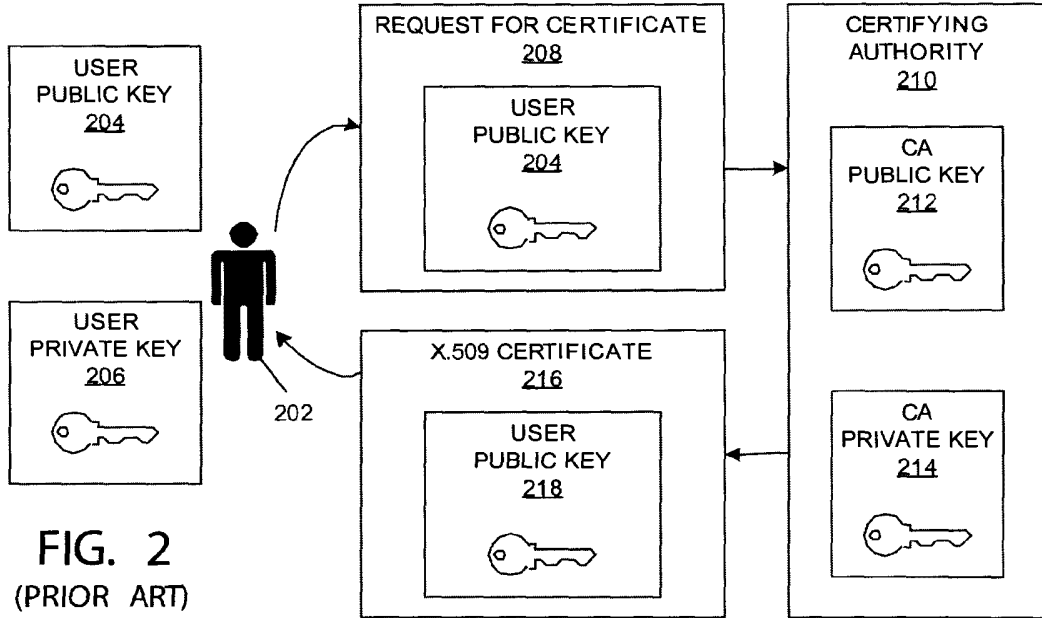 USER
PUBLIC KEY
204
USER
PRIVATE KEY
206
202
REQUEST FOR CERTIFICATE
208
USER
PUBLIC KEY
204
X.509 CERTIFICATE
216
USER
PUBLIC KEY
218
CERTIFYING
AUTHORITY
210
CA
PUBLIC KEY
212
CA
PRIVATE KEY
214
FIG. 2
(PRIOR ART)